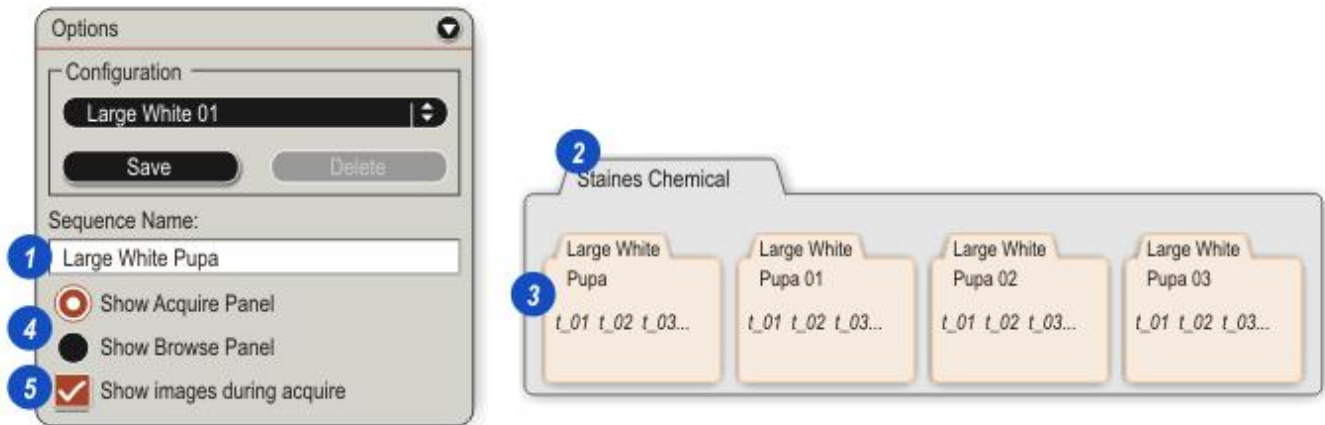 Options
Configuration
Large White 01
Save Delete
Sequence Name:
1
Large White Pupa
Show Acquire Panel
4
Show Browse Panel
5
Show images during acquire
2
Staines Chemical
3
Large White
Pupa
t_01 t_02 t_03...
Large White
Pupa 01
t_01 t_02 t_03...
Large White
Pupa 02
t_01 t_02 t_03...
Large White
Pupa 03
t_01 t_02 t_03...